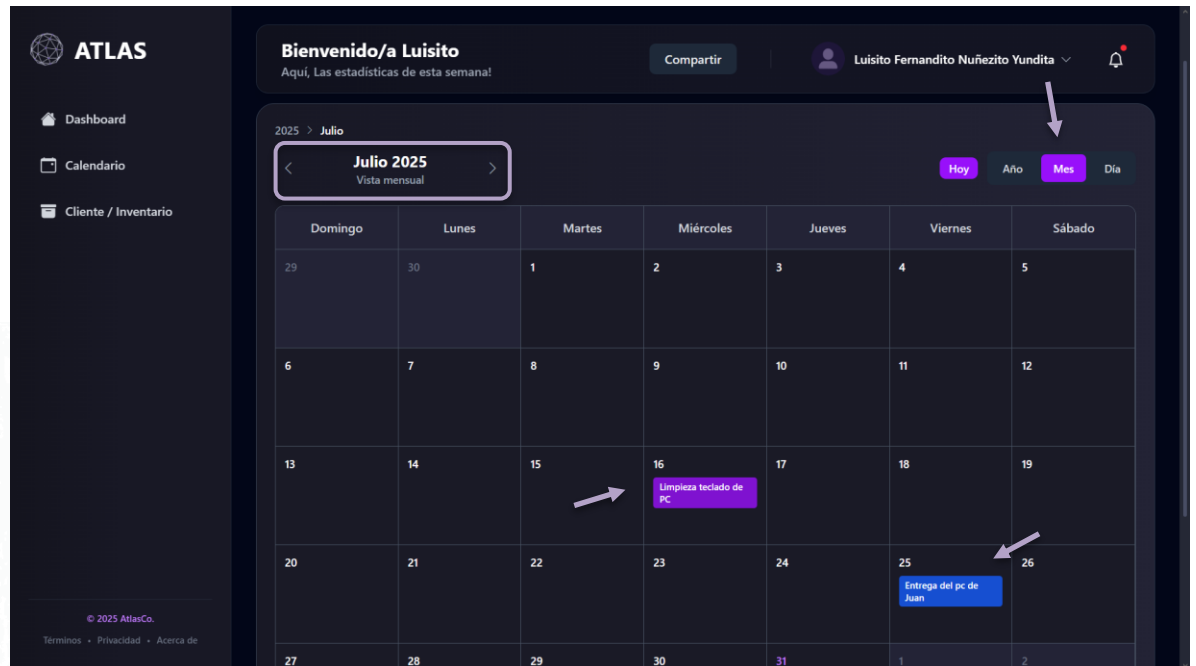 ATLAS
Dashboard
Calendario
Cliente / Inventario
© 2025 AtlasCo.
Términos • Privacidad • Acerca de
Bienvenido/a Luisito
Aquí, Las estadísticas de esta semana!
Compartir
Luisito Fernandito Nuñezito Yundita
2025 > Julio
Julio 2025
Vista mensual
Hoy
Año Mes Día
Domingo Lunes Martes Miércoles Jueves Viernes Sábado
29 30 1 2 3 4 5
6 7 8 9 10 11 12
13 14 15 16 17 18 19
Limpieza teclado de
PC
20 21 22 23 24 25 26
Entrega del pc de
Juan
27 28 29 30 31 1 2